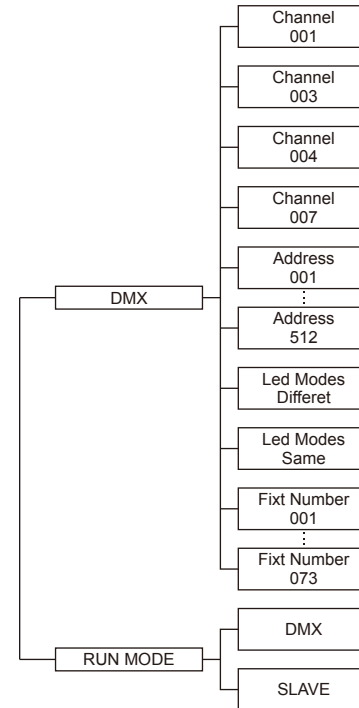 Channel
001
Channel
003
Channel
004
Channel
007
Address
001
DMX
Address
512
Led Modes
Differet
Led Modes
Same
Fixt Number
001
Fixt Number
073
DMX
RUN MODE
SLAVE